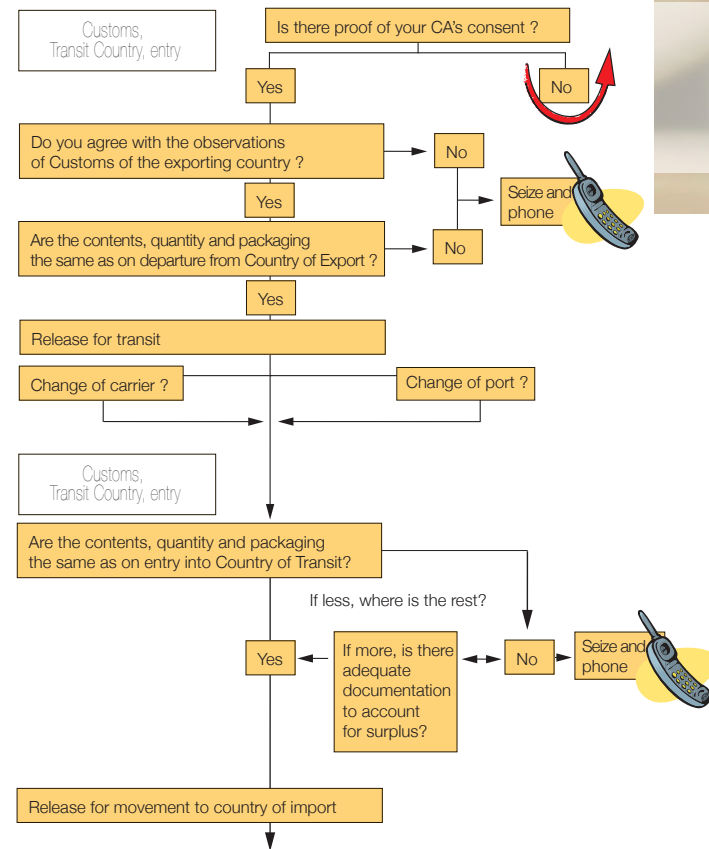 Customs,
Transit Country, entry
Is there proof of your CA's consent ?
Yes
No
Do you agree with the observations
of Customs of the exporting country ?
No
Yes
Seize and
phone
Are the contents, quantity and packaging
the same as on departure from Country of Export ?
No
Yes
Release for transit
Change of carrier ?
Change of port ?
Customs,
Transit Country, entry
Are the contents, quantity and packaging
the same as on entry into Country of Transit?
If less, where is the rest?
Yes
If more, is there
adequate
documentation
to account
for surplus?
No
Seize and
phone
Release for movement to country of import